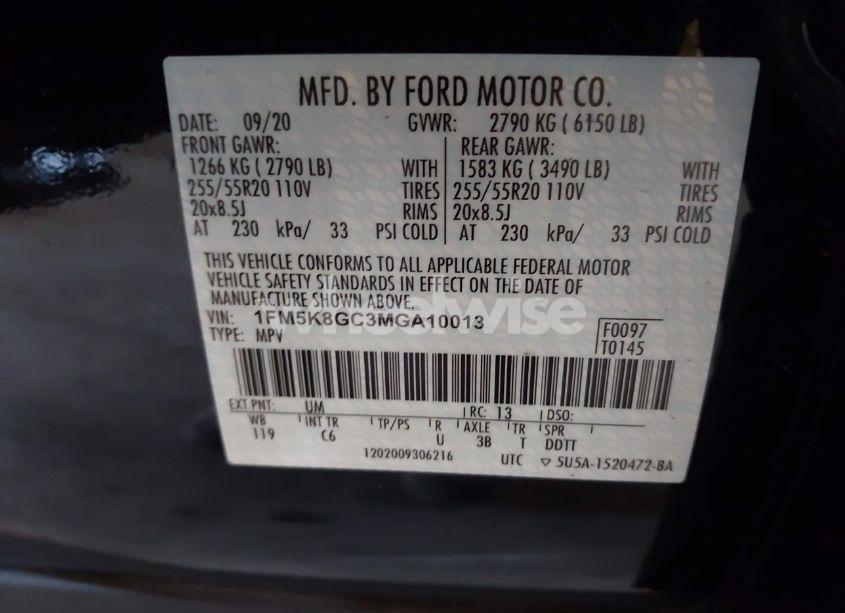 MFD. BY FORD MOTOR CO.
DATE: 09/20 GVWR: 2790 KG ( 6150 LB)
FRONT GAWR: REAR GAWR:
1266 KG ( 2790 LB) WITH 1583 KG ( 3490 LB) WITH
255/55R20 110V TIRES 255/55R20 110V TIRES
20x8.5J RIMS 20x8.5J RIMS
AT 230 kPa/ 33 PSI COLD AT 230 kPa/ 33 PSI COLD
THIS VEHICLE CONFORMS TO ALL APPLICABLE FEDERAL MOTOR
VEHICLE SAFETY STANDARDS IN EFFECT ON THE DATE OF
MANUFACTURE SHOWN ABOVE.
VIN: 1FM5K8GC3MGA10013 F0097
TYPE: MPV T0145
wheelwise
EXT PNT: UM RC: 13 DSO:
WB INT TR TP/PS R AXLE TR SPR
119 C6 U 3B T DDTT
1202009306216 UTC ▽ 5U5A-1520472-BA